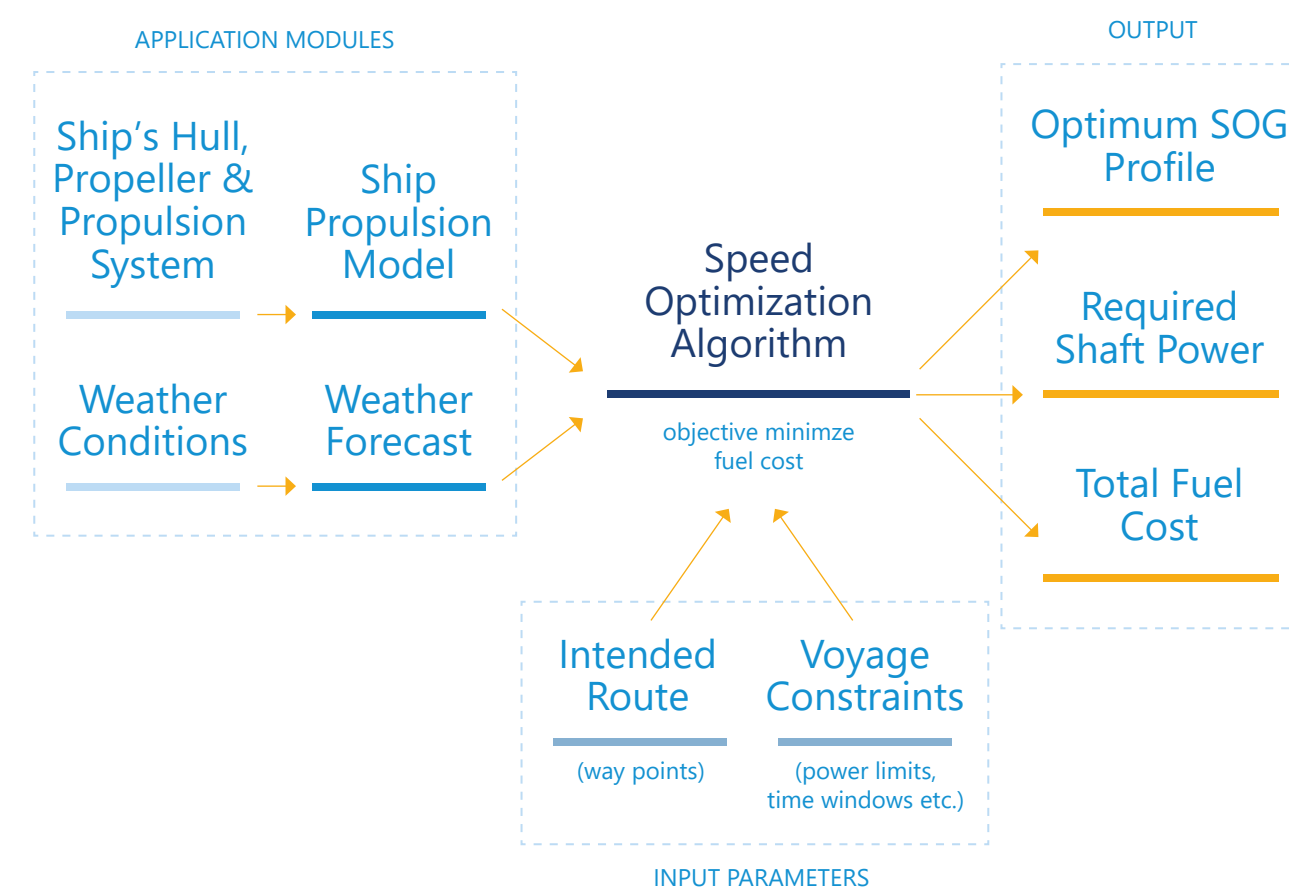 APPLICATION MODULES
Ship's Hull,
Propeller &
Propulsion
System
Ship
Propulsion
Model
Weather
Conditions
Weather
Forecast
Speed
Optimization
Algorithm
objective minimze
fuel cost
Intended
Route
(way points)
Voyage
Constraints
(power limits,
time windows etc.)
INPUT PARAMETERS
OUTPUT
Optimum SOG
Profile
Required
Shaft Power
Total Fuel
Cost